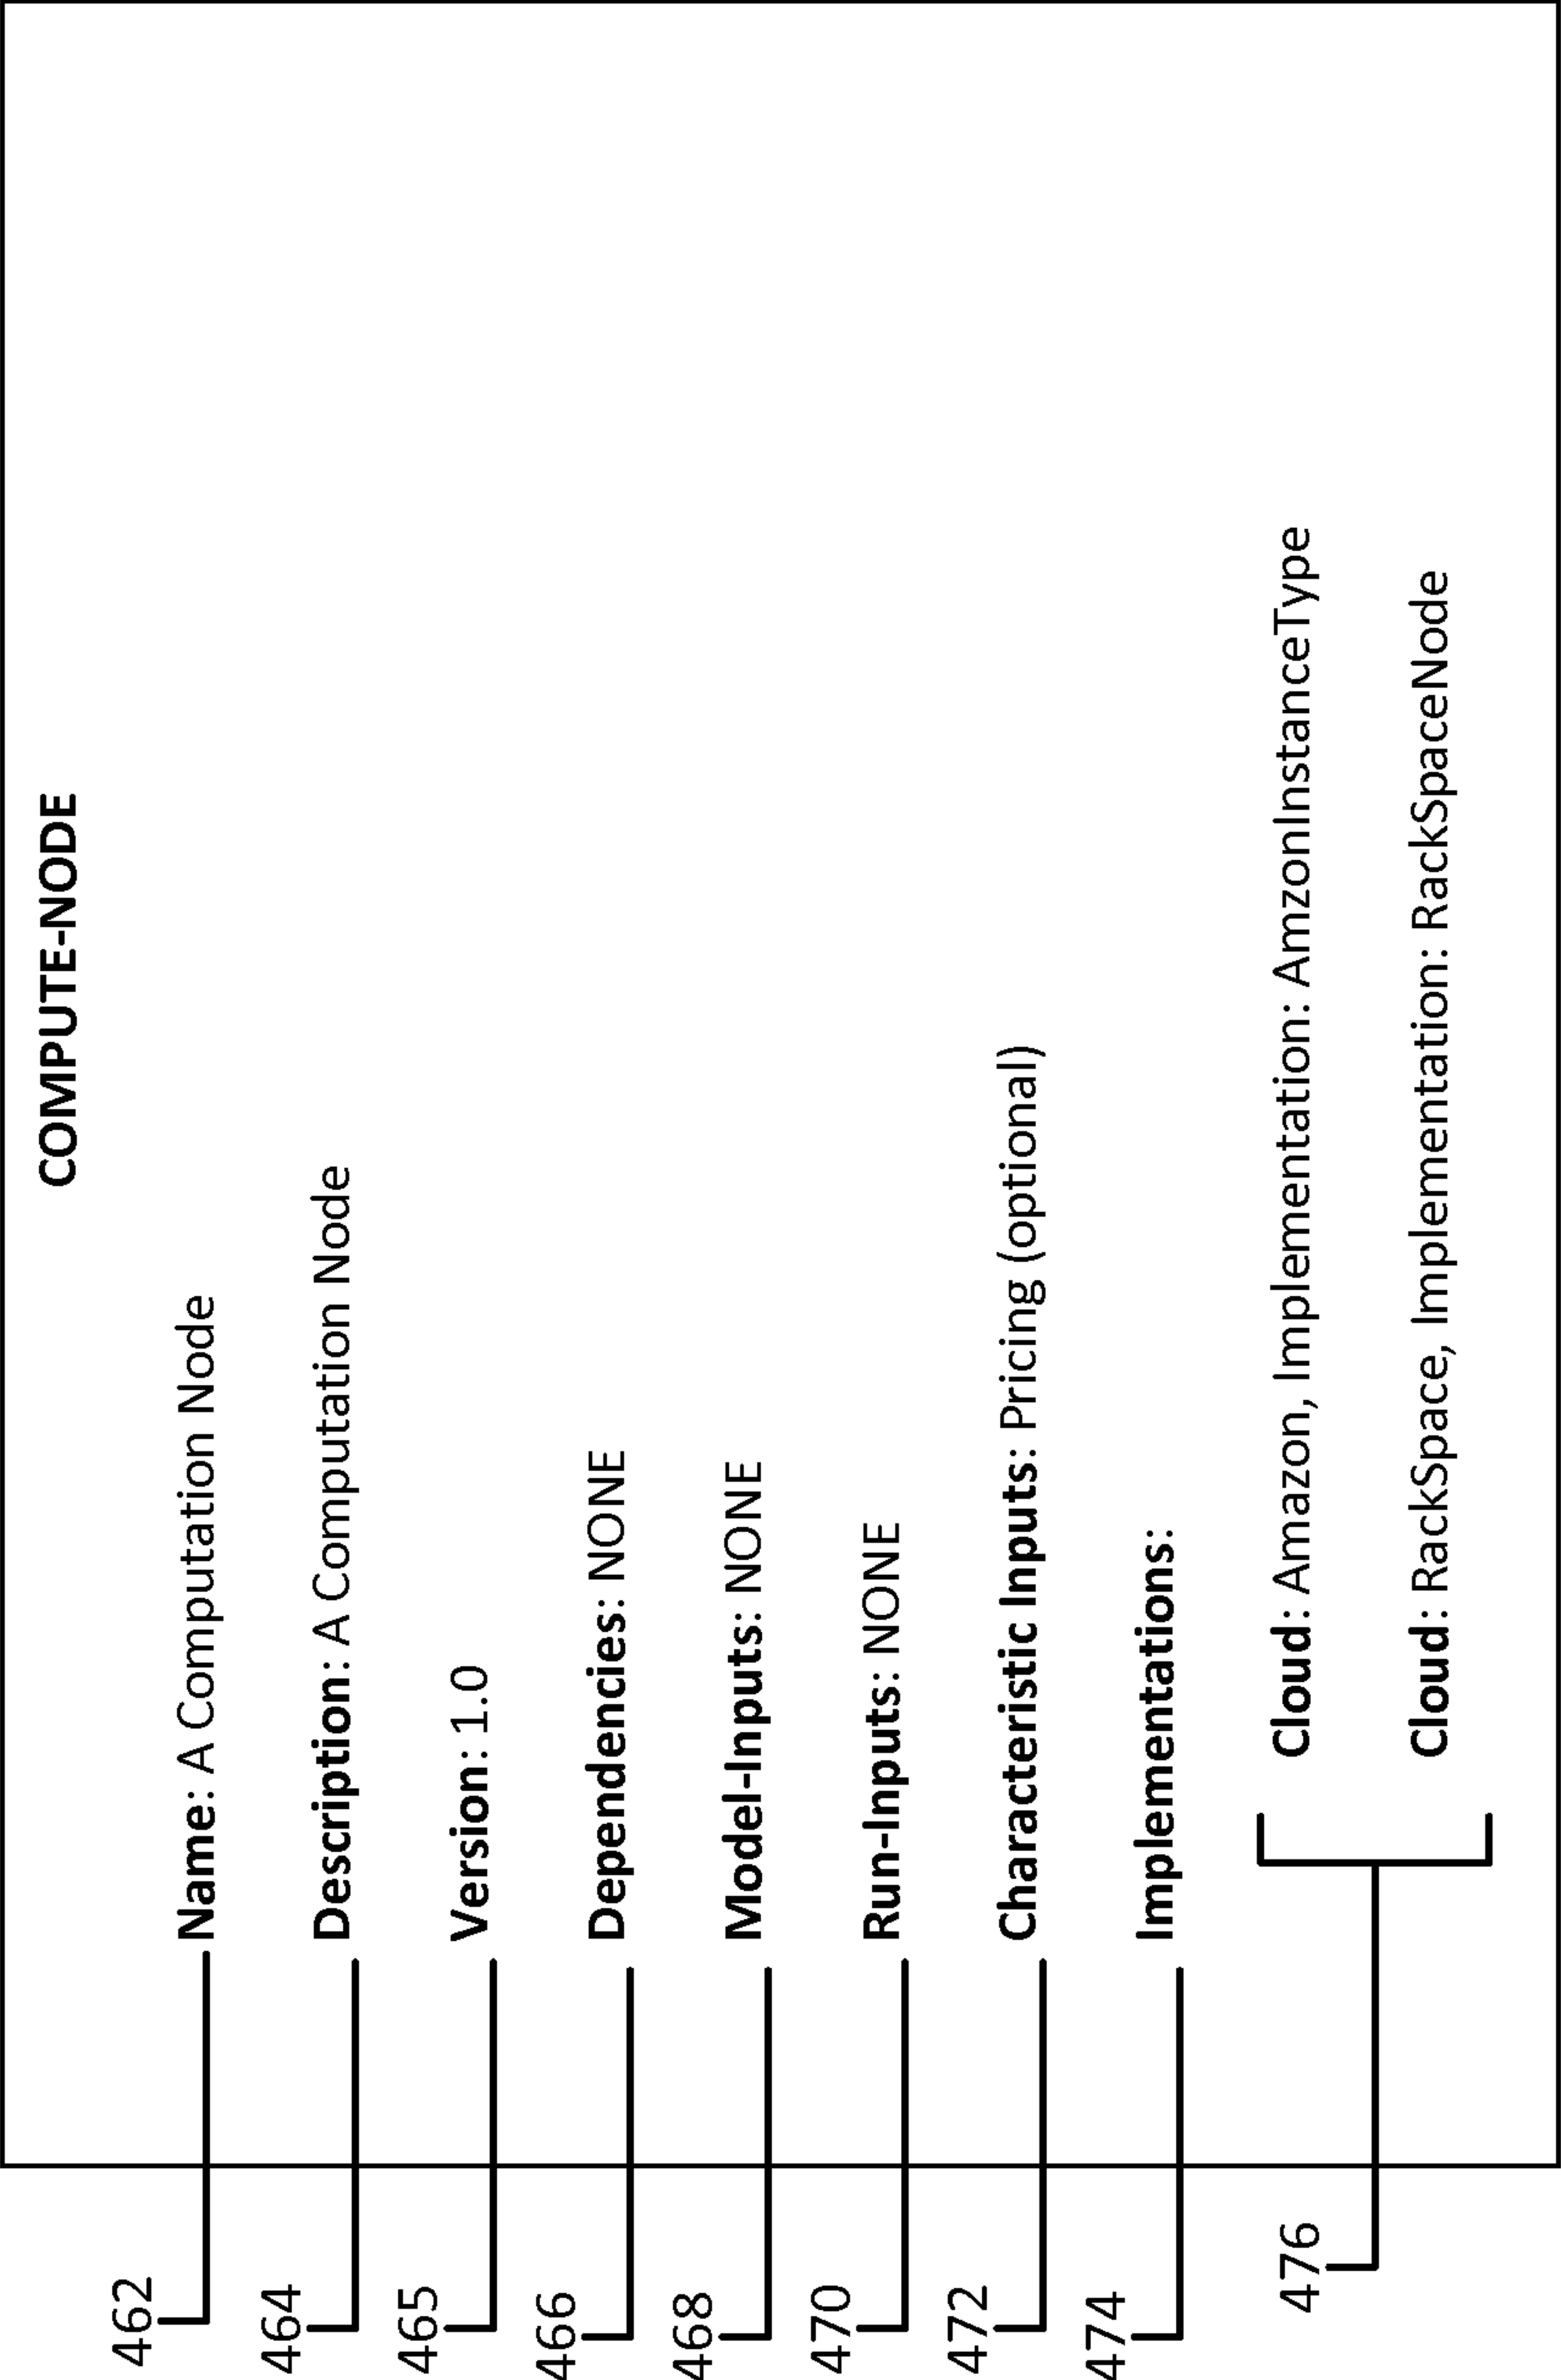 COMPUTE-NODE
462 Name: A Computation Node
464 Description: A Computation Node
465 Version: 1.0
466 Dependencies: NONE
468 Model-Inputs: NONE
470 Run-Inputs: NONE
472 Characteristic Inputs: Pricing (optional)
474 Implementations:
476
Cloud: Amazon, Implementation: AmzonInstanceType
Cloud: RackSpace, Implementation: RackSpaceNode